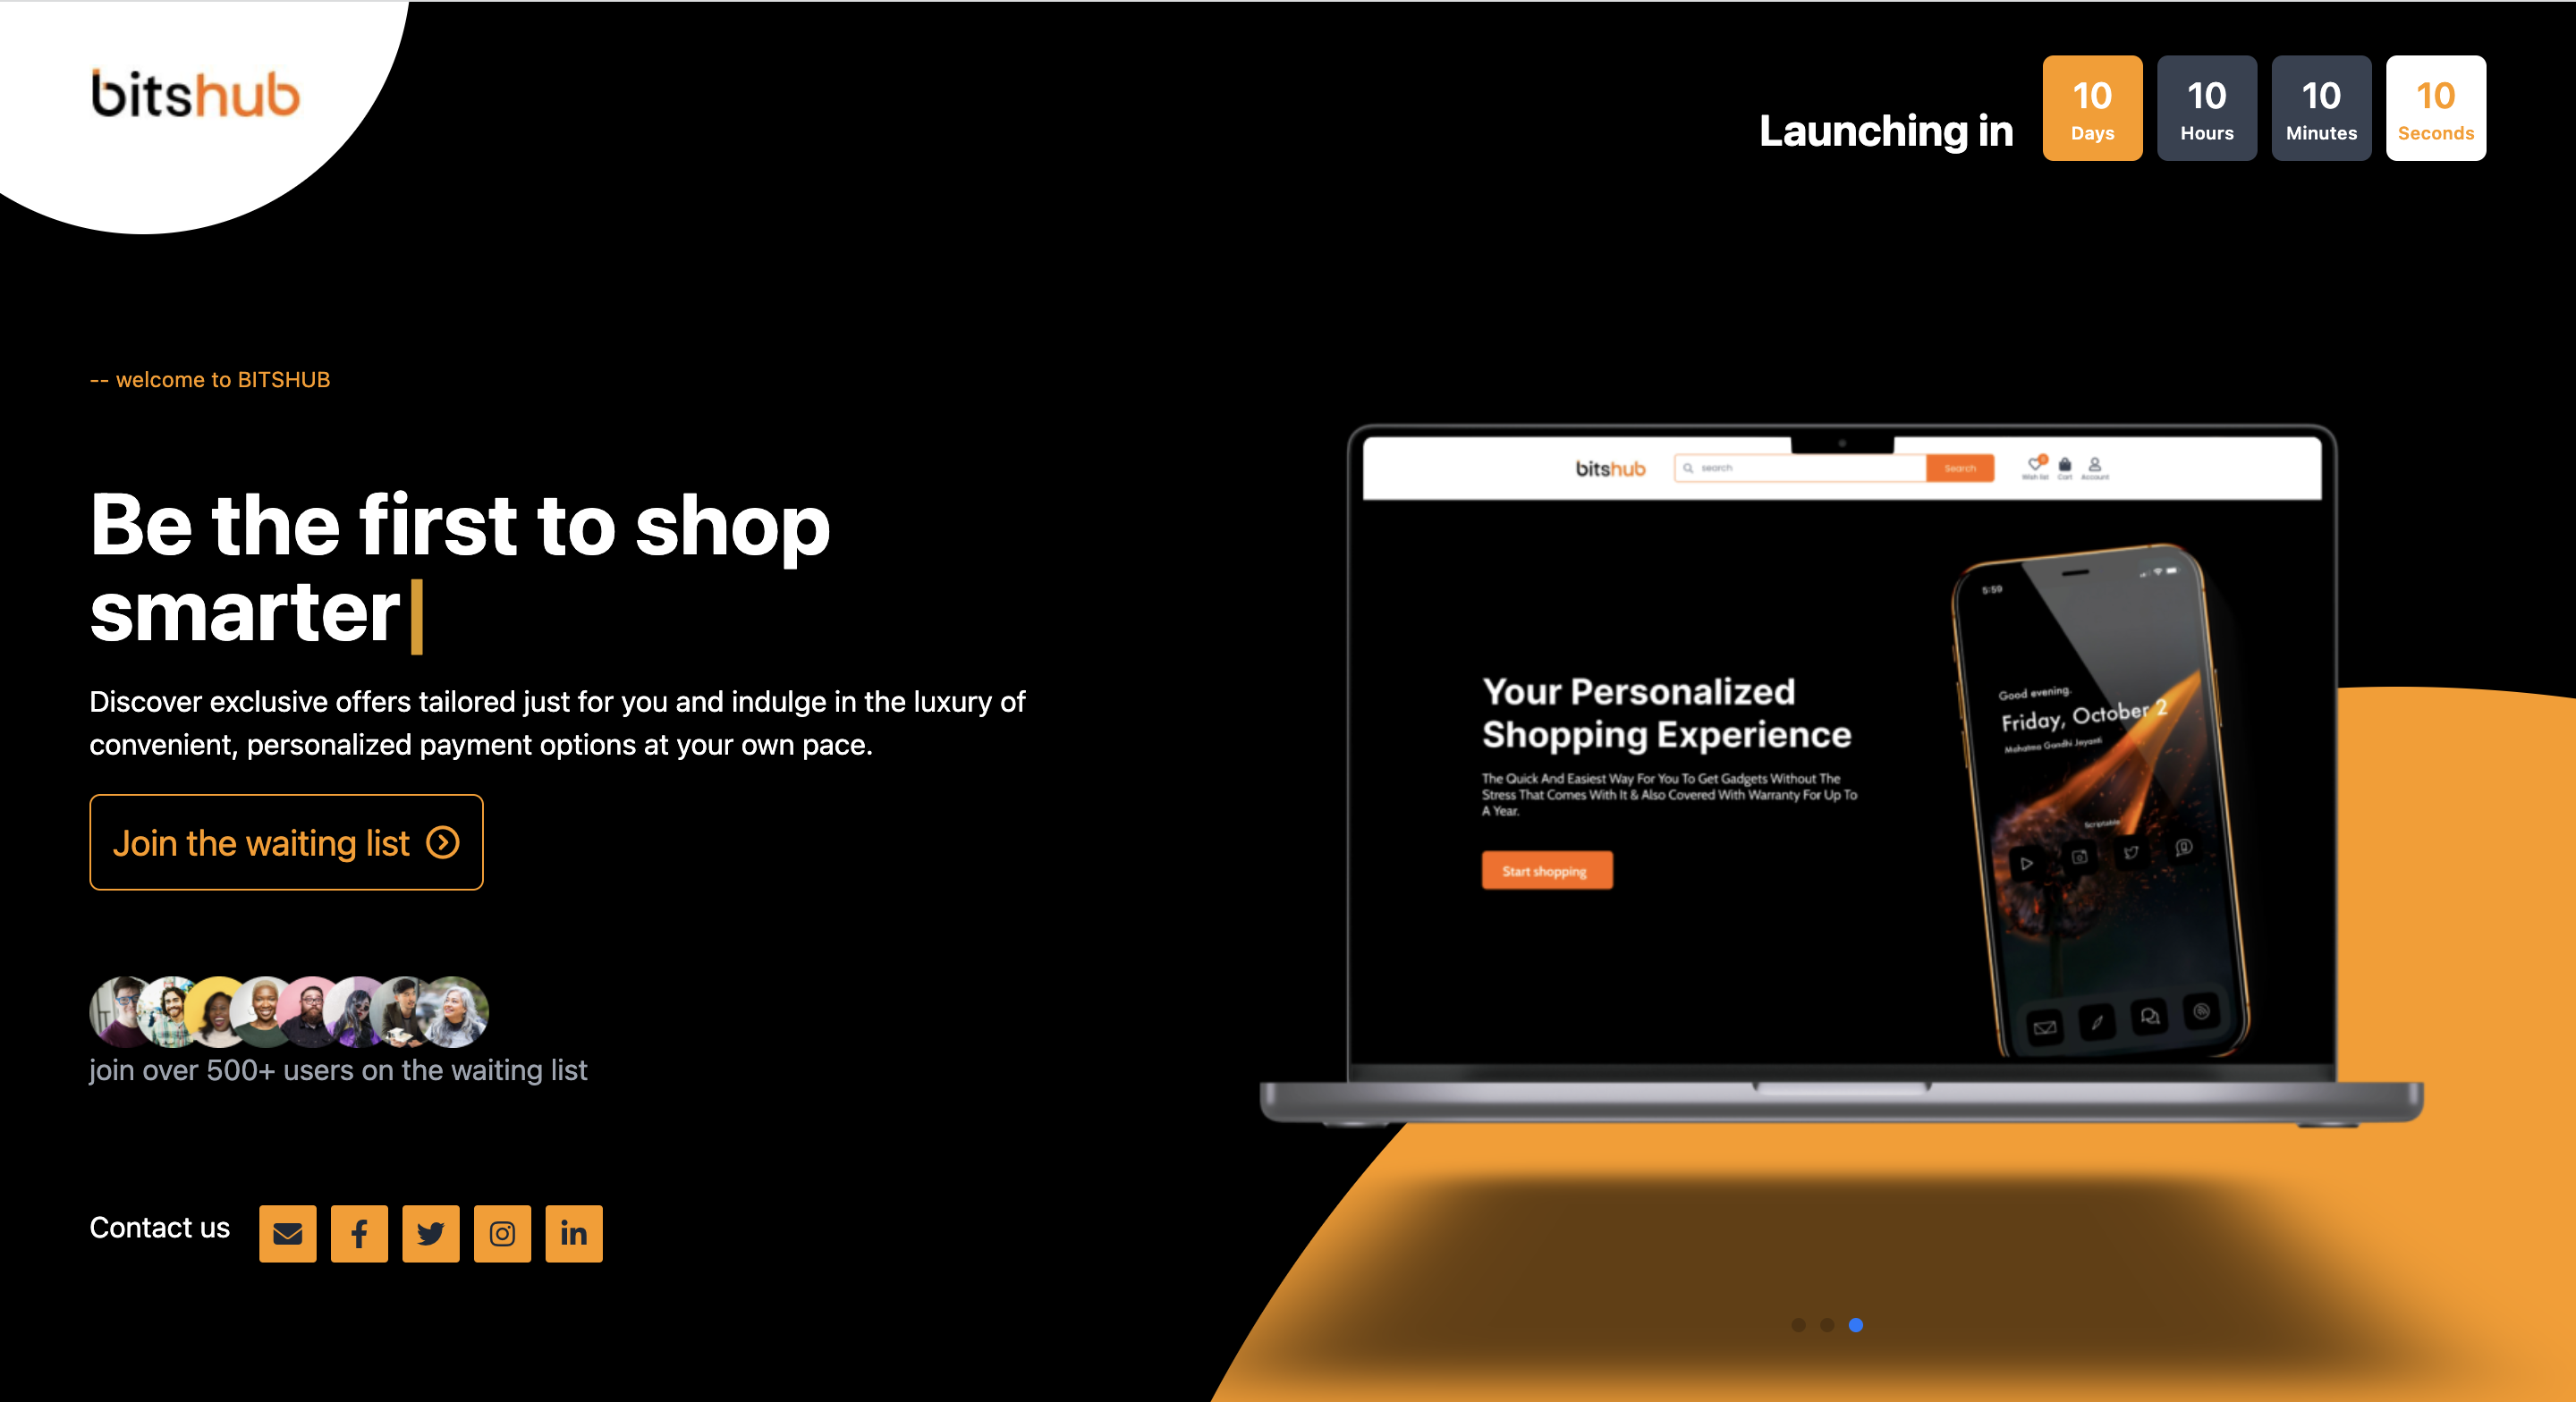 bitshub
Launching in
10
Days
10
Hours
10
Minutes
10
Seconds
-- welcome to BITSHUB
Be the first to shop
smarter
Discover exclusive offers tailored just for you and indulge in the luxury of
convenient, personalized payment options at your own pace.
Join the waiting list
join over 500+ users on the waiting list
Contact us
bitshub
search
Search
Wish list
Cart
Account
Your Personalized
Shopping Experience
The Quick And Easiest Way For You To Get Gadgets Without The
Stress That Comes With It & Also Covered With Warranty For Up To
A Year.
Start shopping
5:59
Good evening.
Friday, October 2
Mahatma Gandhi Jayanti
Scriptable